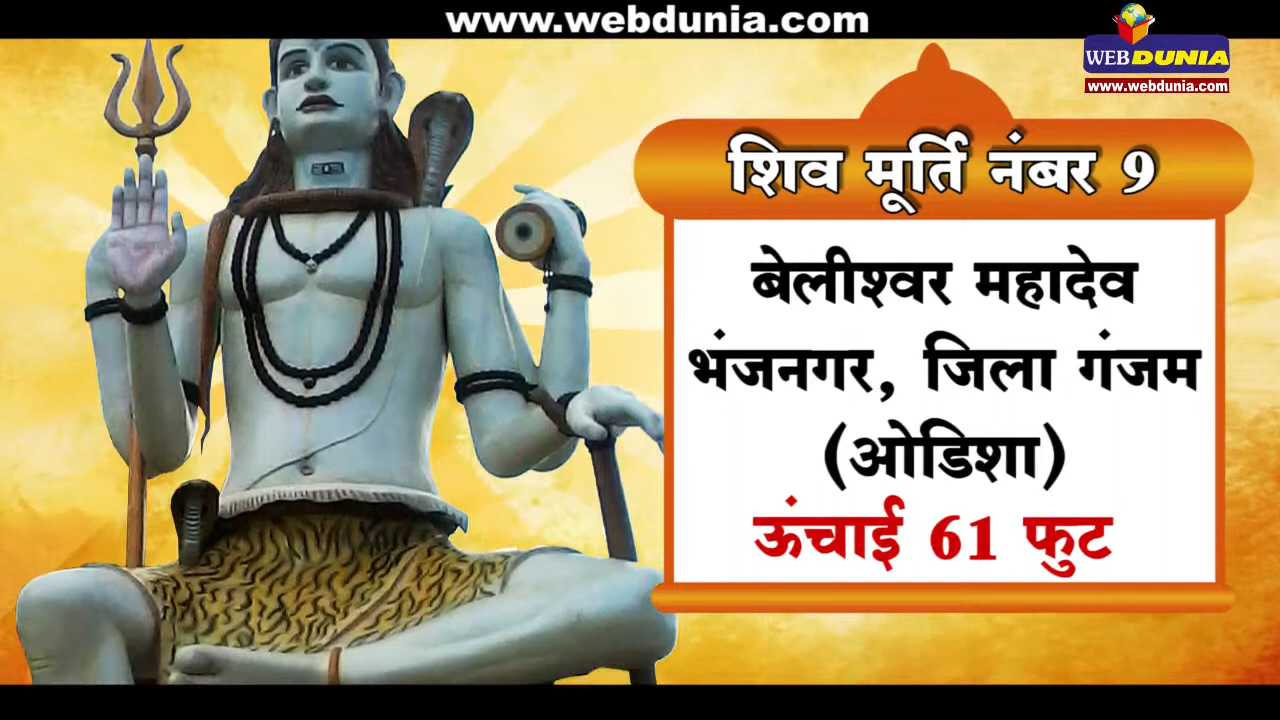 www.webdunia.com
WEBDUNIA
www.webdunia.com
शिव मूर्ति नंबर 9
बेलीश्वर महादेव
भंजनगर, जिला गंजम
(ओडिशा)
ऊंचाई 61 फुट